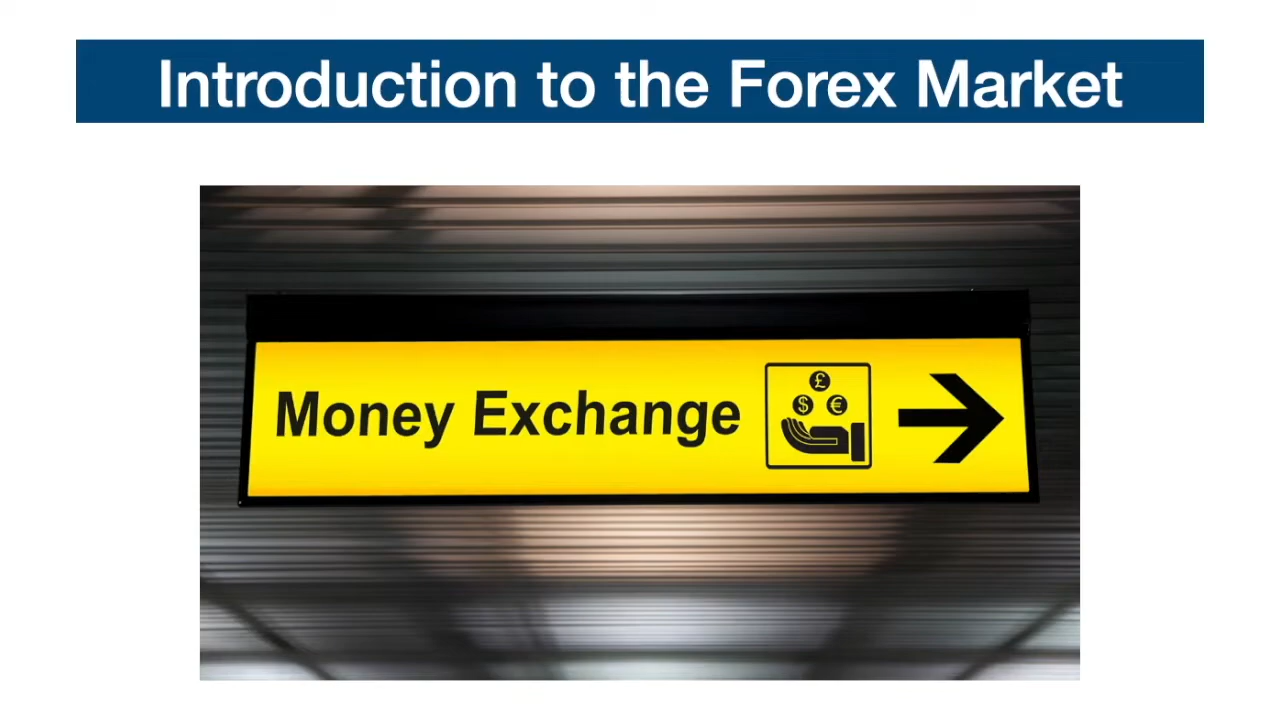 Introduction to the Forex Market
Money Exchange
£
$ €